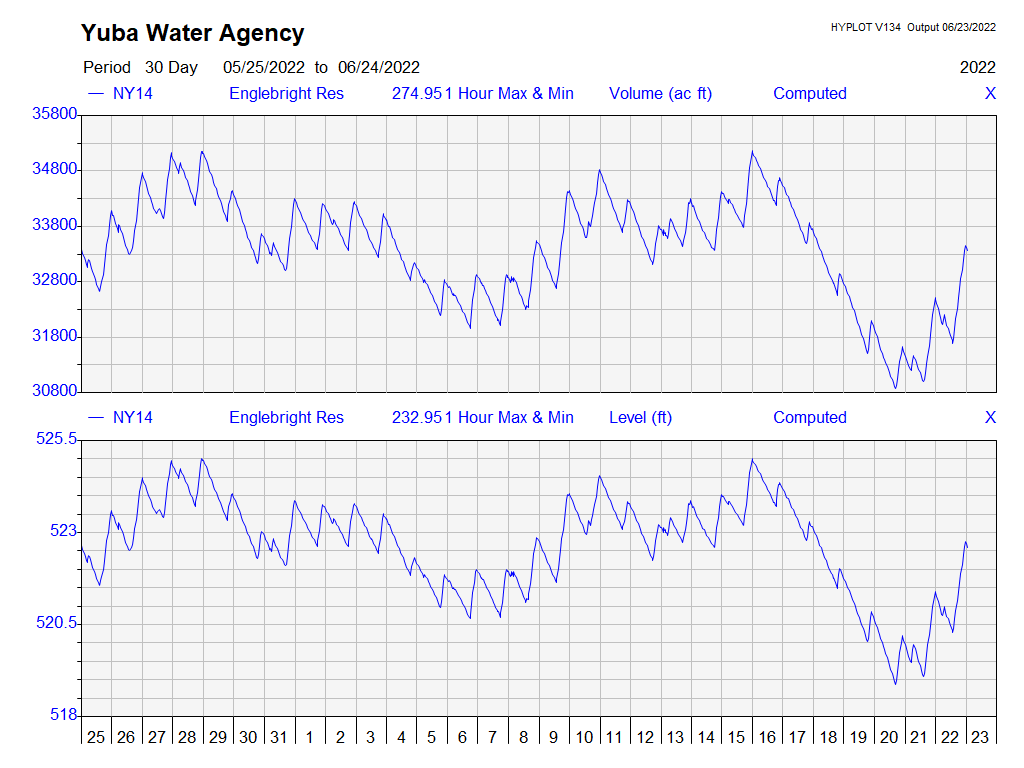 Yuba Water Agency
HYPLOT V134 Output 06/23/2022
Period 30 Day 05/25/2022 to 06/24/2022
2022
NY14 Englebright Res 274.951 Hour Max & Min Volume (ac ft) Computed X
35800
34800
33800
32800
31800
30800
NY14 Englebright Res 232.951 Hour Max & Min Level (ft) Computed X
525.5
523
520.5
518
25 26 27 28 29 30 31 1 2 3 4 5 6 7 8 9 10 11 12 13 14 15 16 17 18 19 20 21 22 23